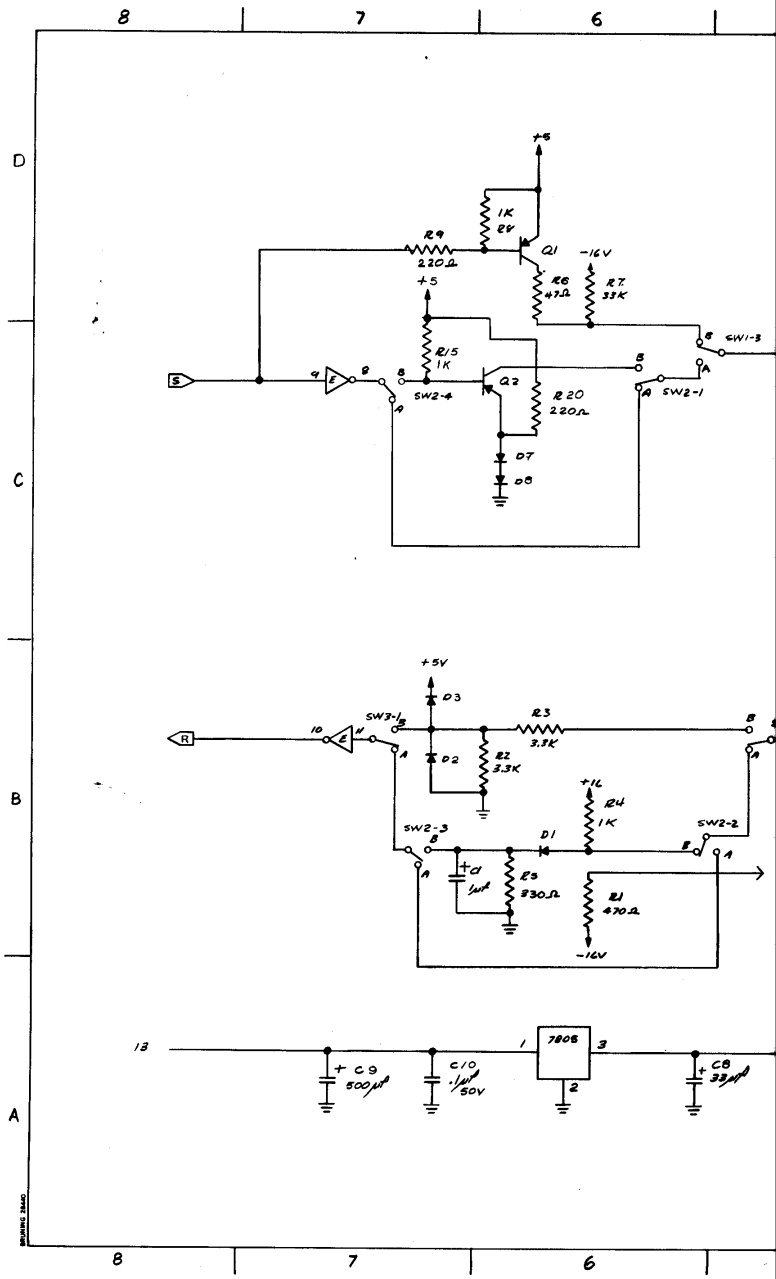 8 7 6
D
+5
1K
R8
R9
220Ω
Q1
-16V
R6
47Ω
R7
33K
+5
B
SW1-3
A
R15
1K
S
9 E 8
B
A
SW2-4
Q2
R20
220Ω
B
A
SW2-1
D7
D8
C
+5V
D3
SW3-1
B
A
R3
3.3K
B
A
10 E 11
R
D2
R2
3.3K
B
+16
R4
1K
SW2-3
B
A
D1
SW2-2
B
A
+
1µf
R5
330Ω
R1
470Ω
-16V
13
1 7805 3
2
+ C9
500µf
C10
.1µf
50V
+ C8
33µf
A
BRUNING 28440
8 7 6